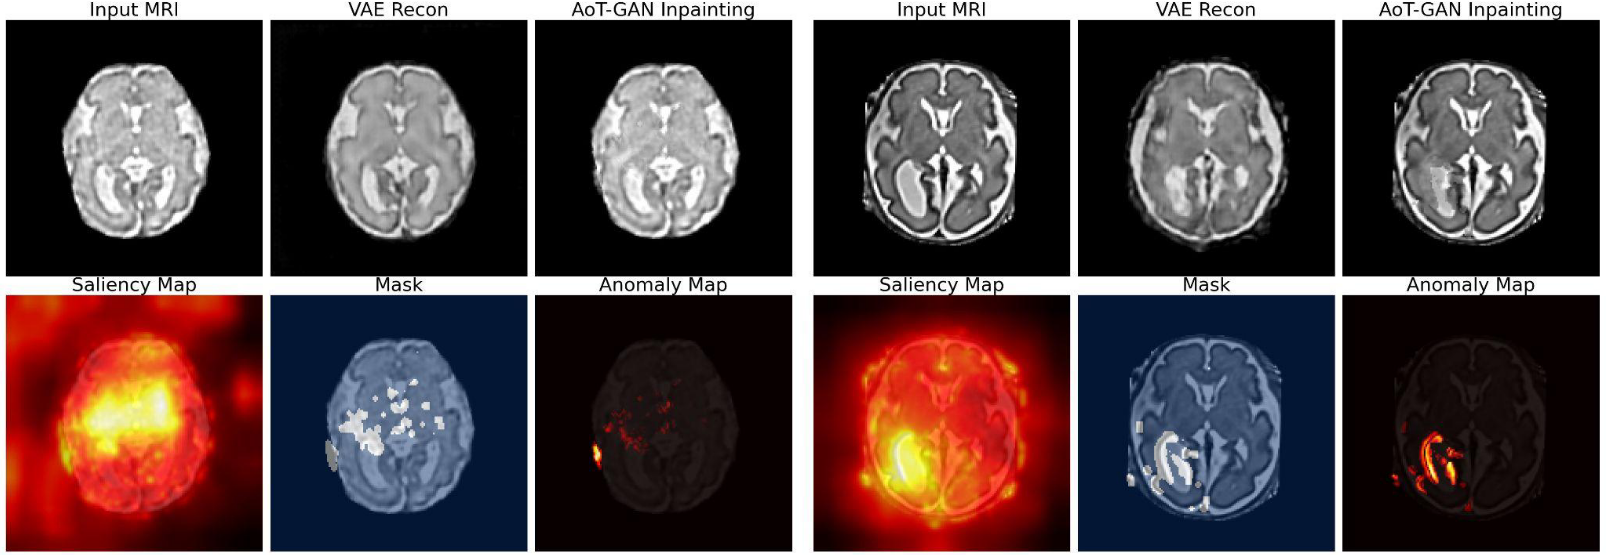 Input MRI VAE Recon AoT-GAN Inpainting Input MRI VAE Recon AoT-GAN Inpainting
Saliency Map Mask Anomaly Map Saliency Map Mask Anomaly Map